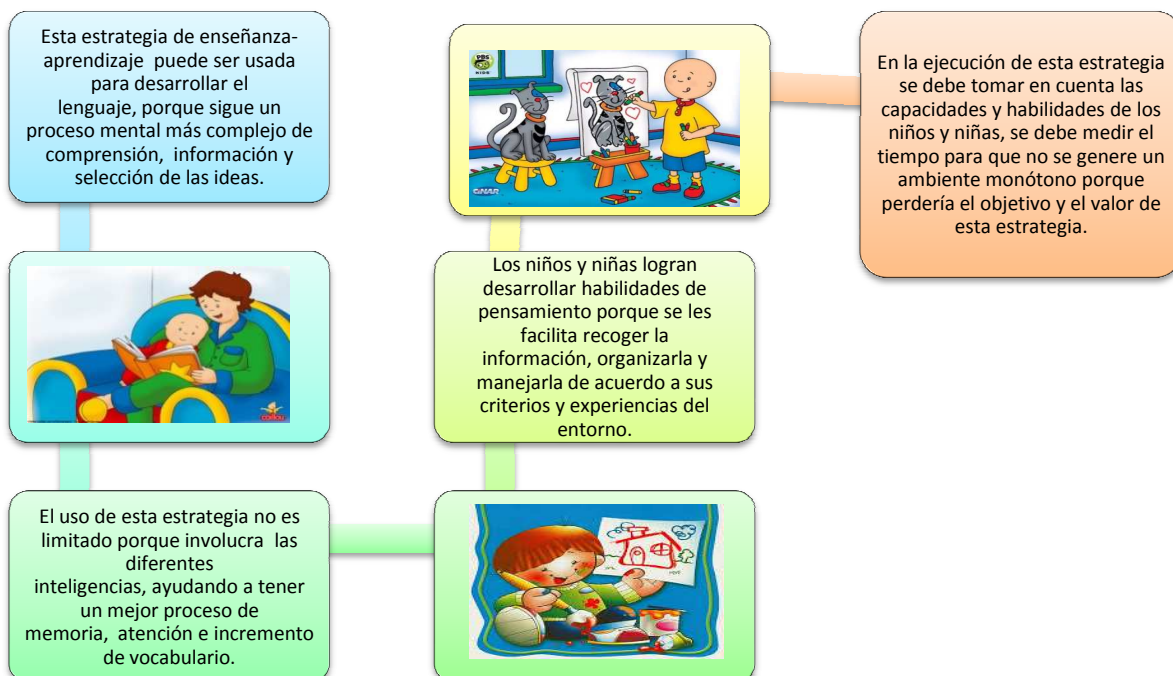 Esta estrategia de enseñanza-
aprendizaje puede ser usada
para desarrollar el
lenguaje, porque sigue un
proceso mental más complejo de
comprensión, información y
selección de las ideas.
El uso de esta estrategia no es
limitado porque involucra las
diferentes
inteligencias, ayudando a tener
un mejor proceso de
memoria, atención e incremento
de vocabulario.
Los niños y niñas logran
desarrollar habilidades de
pensamiento porque se les
facilita recoger la
información, organizarla y
manejarla de acuerdo a sus
criterios y experiencias del
entorno.
PBS
KIDS
CINAR
En la ejecución de esta estrategia
se debe tomar en cuenta las
capacidades y habilidades de los
niños y niñas, se debe medir el
tiempo para que no se genere un
ambiente monótono porque
perdería el objetivo y el valor de
esta estrategia.